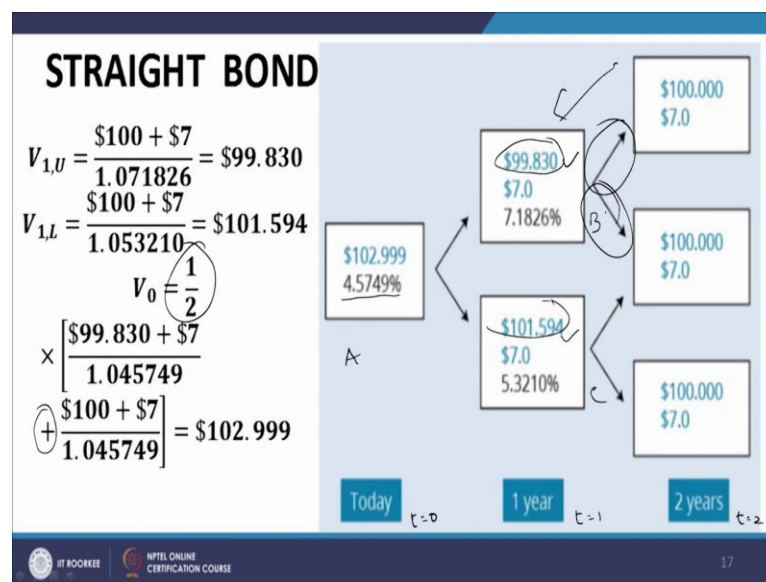 STRAIGHT BOND
V₁,U = $100 + $7 / 1.071826 = $99.830
V₁,L = $100 + $7 / 1.053210 = $101.594
V₀ = 1/2
× [ $99.830 + $7 / 1.045749
+ $100 + $7 / 1.045749 ] = $102.999
$102.999
4.5749%
A
$99.830
$7.0
7.1826%
B
$101.594
$7.0
5.3210%
C
$100.000
$7.0
$100.000
$7.0
$100.000
$7.0
Today t=0
1 year t=1
2 years t=2
IIT ROORKEE
NPTEL ONLINE
CERTIFICATION COURSE
17